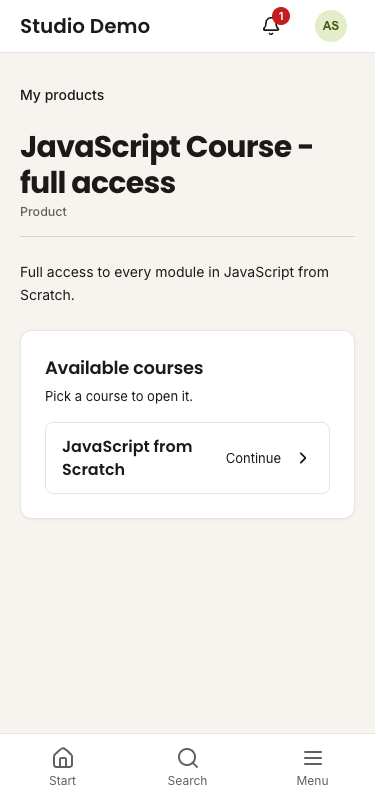 Studio Demo
1
AS
My products
JavaScript Course -
full access
Product
Full access to every module in JavaScript from
Scratch.
Available courses
Pick a course to open it.
JavaScript from
Scratch
Continue
Start
Search
Menu